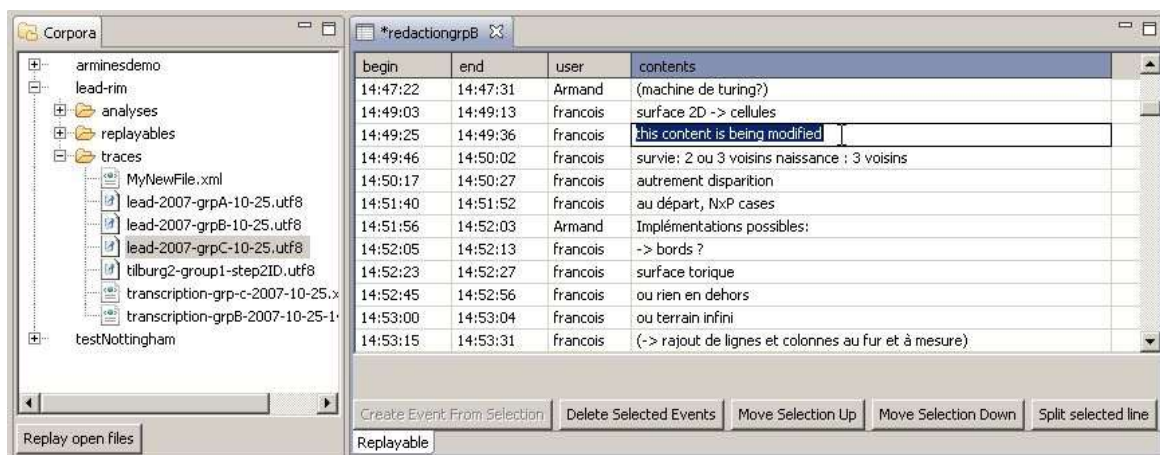 Corpora
arminesdemo
lead-rim
analyses
replayables
traces
MyNewFile.xml
lead-2007-grpA-10-25.utf8
lead-2007-grpB-10-25.utf8
lead-2007-grpC-10-25.utf8
tilburg2-group1-step2ID.utf8
transcription-grp-c-2007-10-25.x
transcription-grpB-2007-10-25-1
testNottingham
Replay open files
*redactiongrpB
begin end user contents
14:47:22 14:47:31 Armand (machine de turing?)
14:49:03 14:49:13 francois surface 2D -> cellules
14:49:25 14:49:36 francois this content is being modified
14:49:46 14:50:02 francois survie: 2 ou 3 voisins naissance : 3 voisins
14:50:17 14:50:27 francois autrement disparition
14:51:40 14:51:52 francois au départ, NxP cases
14:51:56 14:52:03 Armand Implémentations possibles:
14:52:05 14:52:13 francois -> bords ?
14:52:23 14:52:27 francois surface torique
14:52:45 14:52:56 francois ou rien en dehors
14:53:00 14:53:04 francois ou terrain infini
14:53:15 14:53:31 francois (-> rajout de lignes et colonnes au fur et à mesure)
Create Event From Selection Delete Selected Events Move Selection Up Move Selection Down Split selected line
Replayable